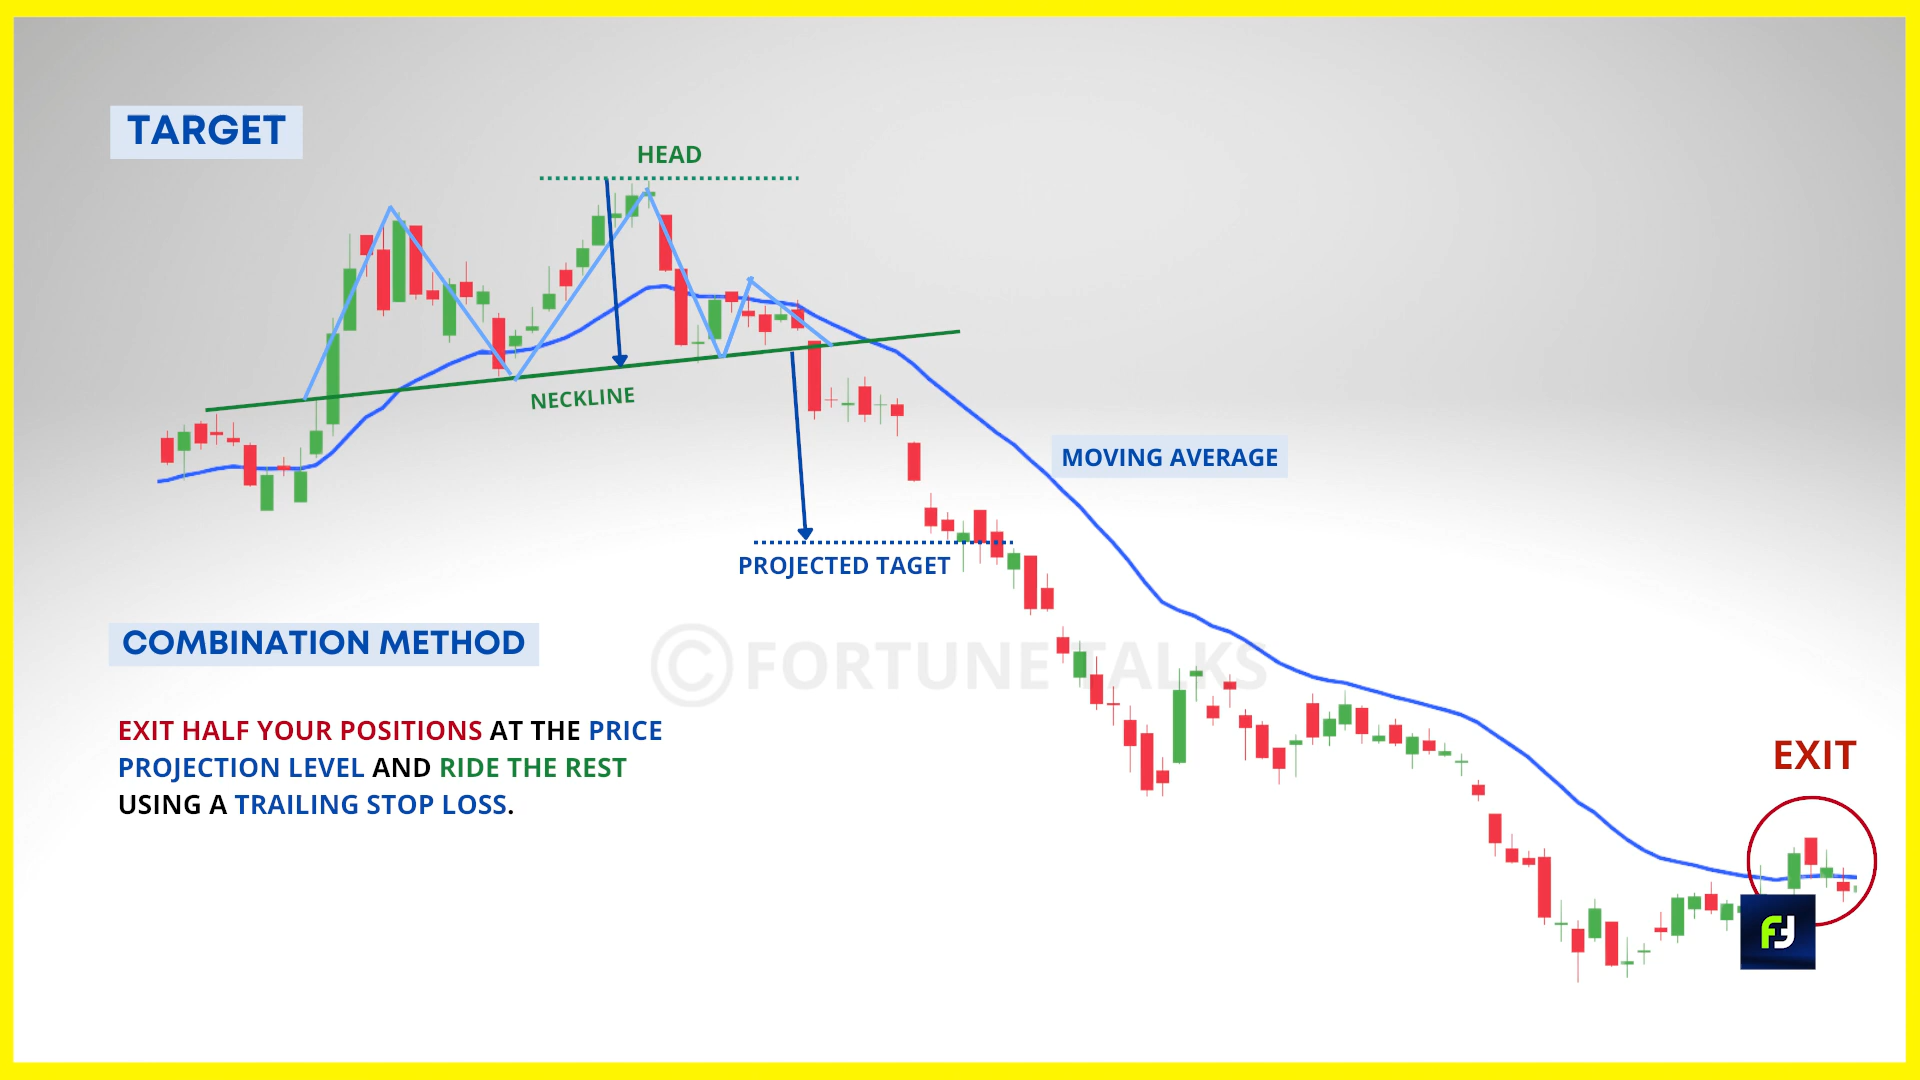 TARGET
HEAD
NECKLINE
MOVING AVERAGE
PROJECTED TAGET
COMBINATION METHOD
© FORTUNE TALKS
EXIT HALF YOUR POSITIONS AT THE PRICE
PROJECTION LEVEL AND RIDE THE REST
USING A TRAILING STOP LOSS.
EXIT